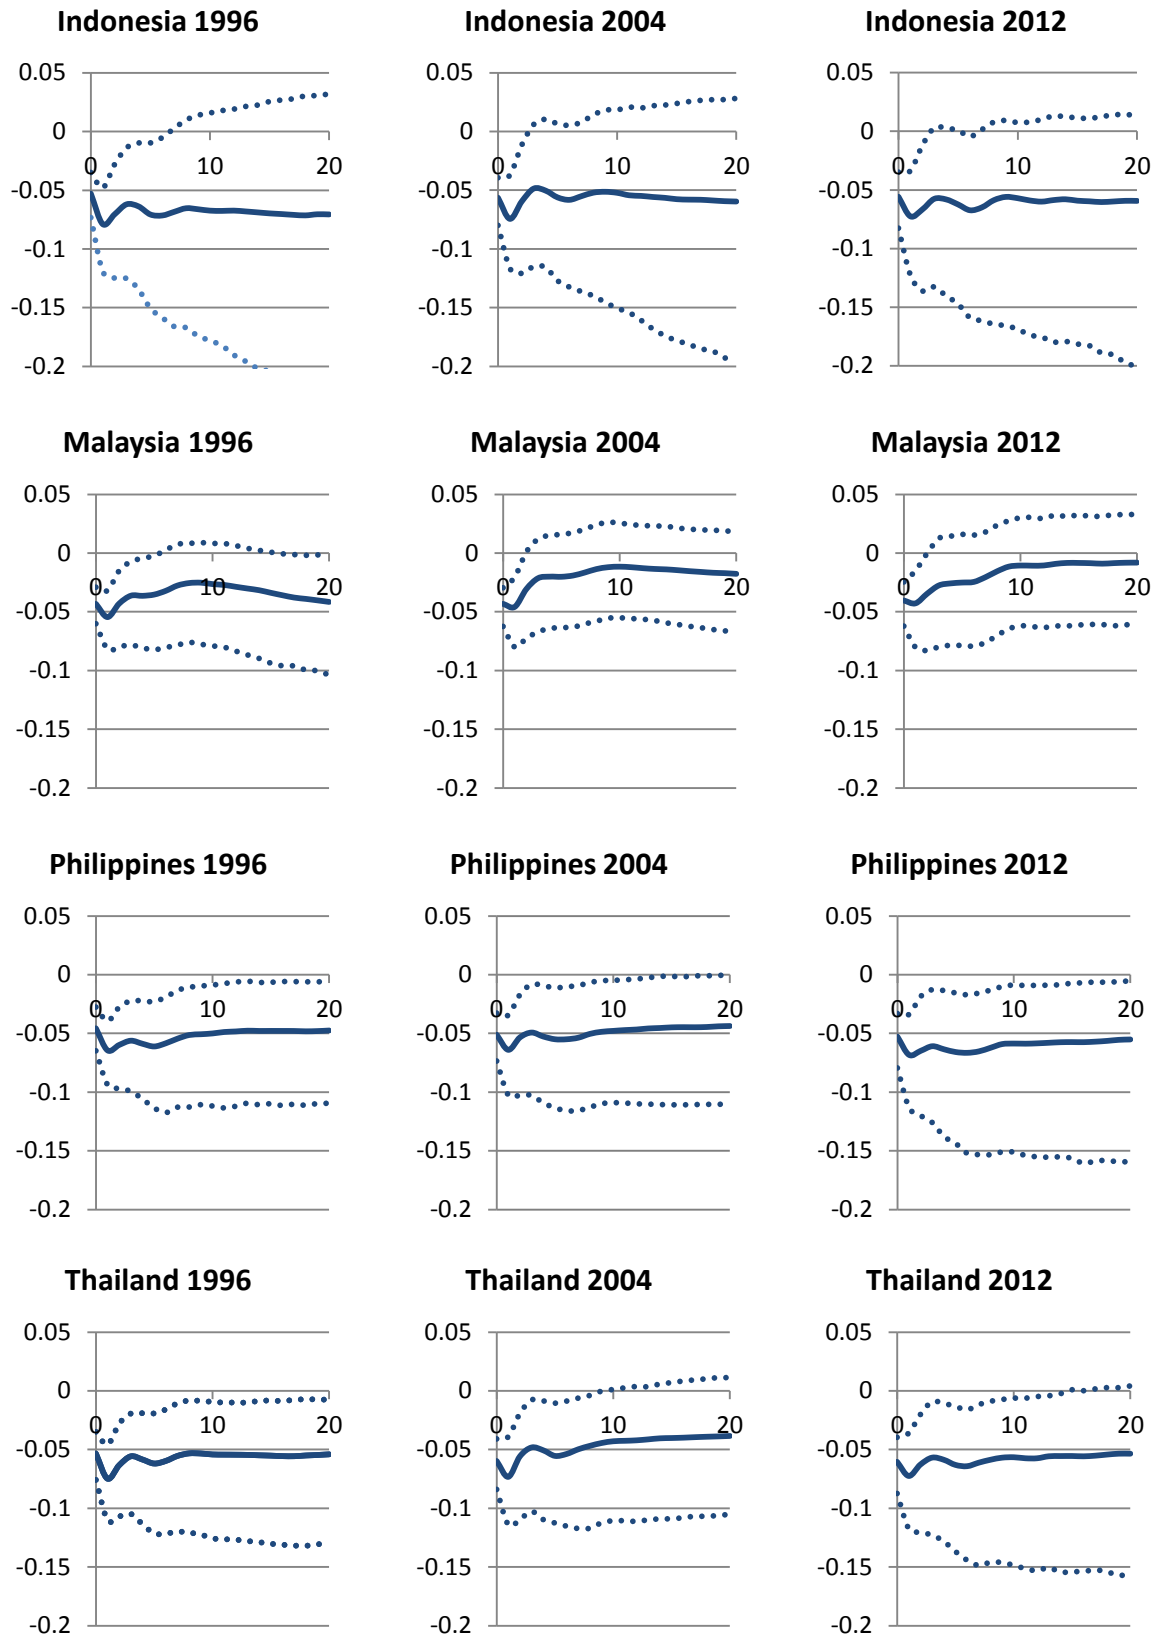 Indonesia 1996 Indonesia 2004 Indonesia 2012
0.05 0.05 0.05
0 0 0
0 10 20 0 10 20 0 10 20
-0.05 -0.05 -0.05
-0.1 -0.1 -0.1
-0.15 -0.15 -0.15
-0.2 -0.2 -0.2
Malaysia 1996 Malaysia 2004 Malaysia 2012
0.05 0.05 0.05
0 0 0
0 10 20 0 10 20 0 10 20
-0.05 -0.05 -0.05
-0.1 -0.1 -0.1
-0.15 -0.15 -0.15
-0.2 -0.2 -0.2
Philippines 1996 Philippines 2004 Philippines 2012
0.05 0.05 0.05
0 0 0
0 10 20 0 10 20 0 10 20
-0.05 -0.05 -0.05
-0.1 -0.1 -0.1
-0.15 -0.15 -0.15
-0.2 -0.2 -0.2
Thailand 1996 Thailand 2004 Thailand 2012
0.05 0.05 0.05
0 0 0
0 10 20 0 10 20 0 10 20
-0.05 -0.05 -0.05
-0.1 -0.1 -0.1
-0.15 -0.15 -0.15
-0.2 -0.2 -0.2